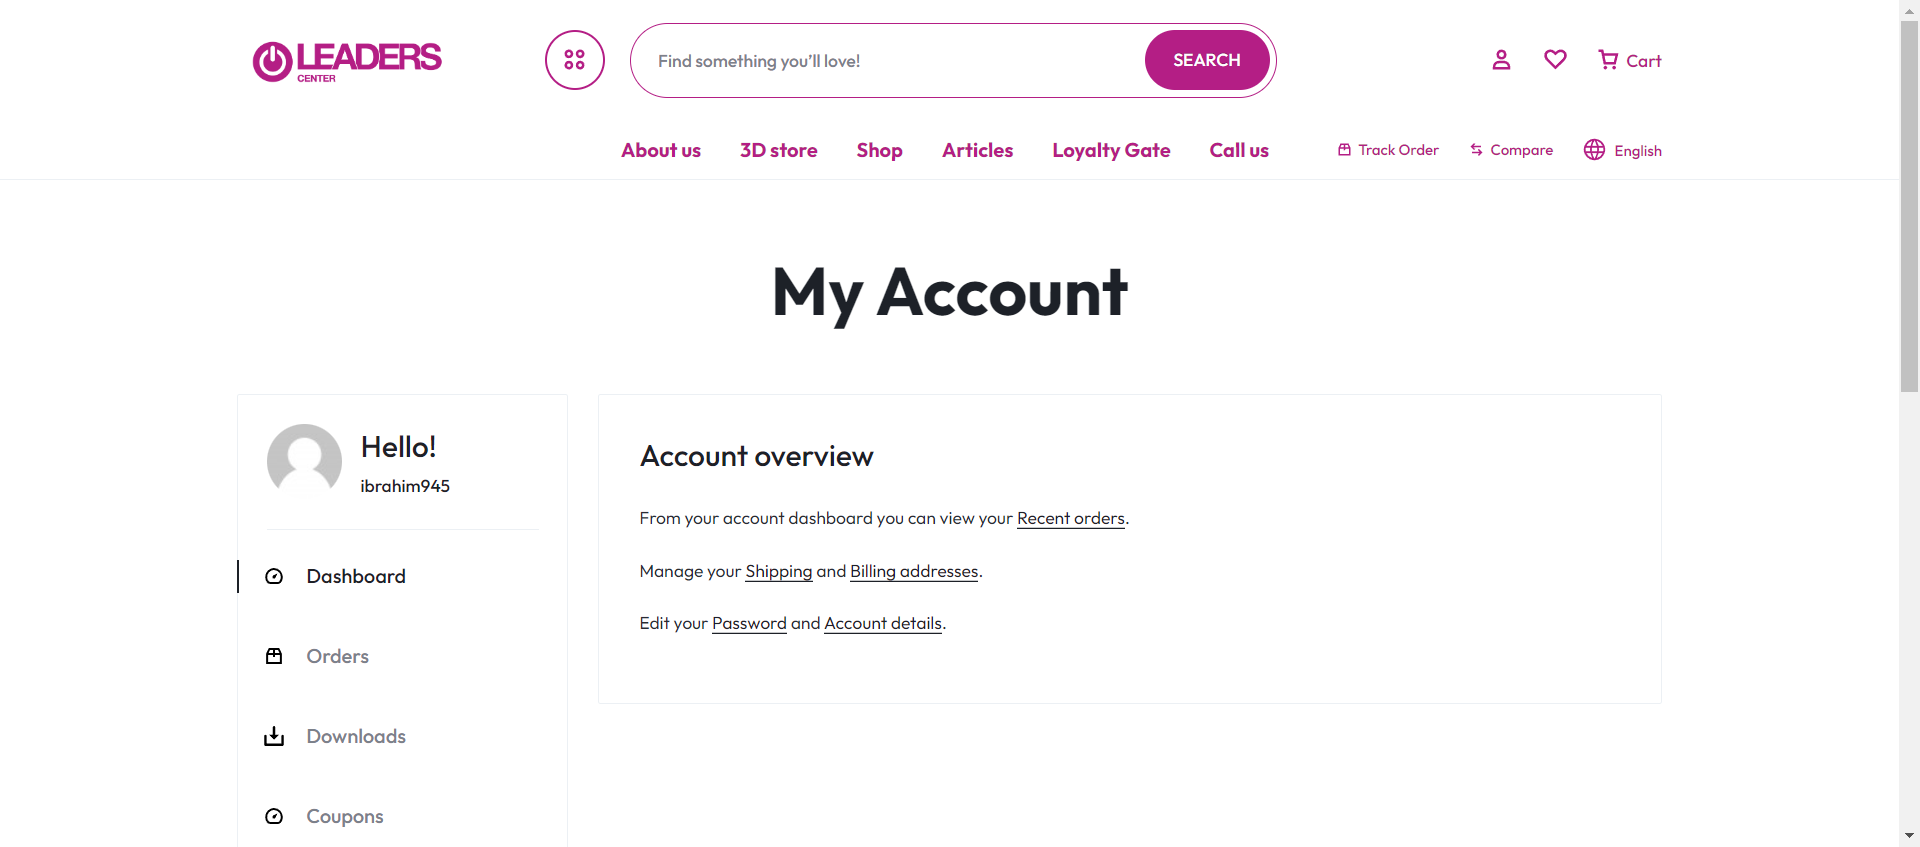 LEADERS
CENTER
Find something you'll love!
SEARCH
Cart
About us
3D store
Shop
Articles
Loyalty Gate
Call us
Track Order
Compare
English
My Account
Hello!
ibrahim945
Dashboard
Orders
Downloads
Coupons
Account overview
From your account dashboard you can view your Recent orders.
Manage your Shipping and Billing addresses.
Edit your Password and Account details.